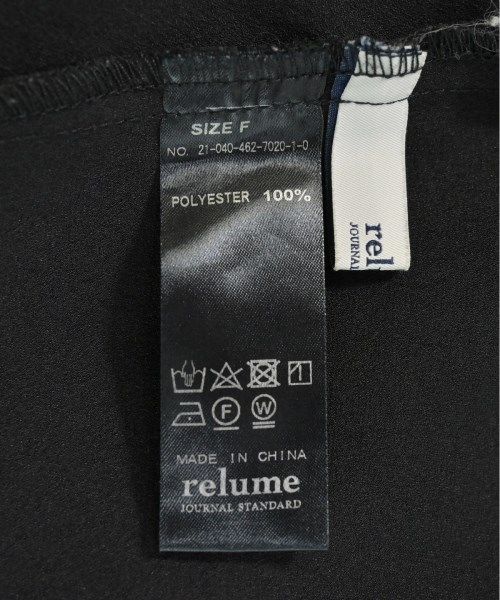 SIZE F
NO. 21-040-462-7020-1-0
POLYESTER 100%
F
W
MADE IN CHINA
relume
JOURNAL STANDARD
rel
JOURNAL